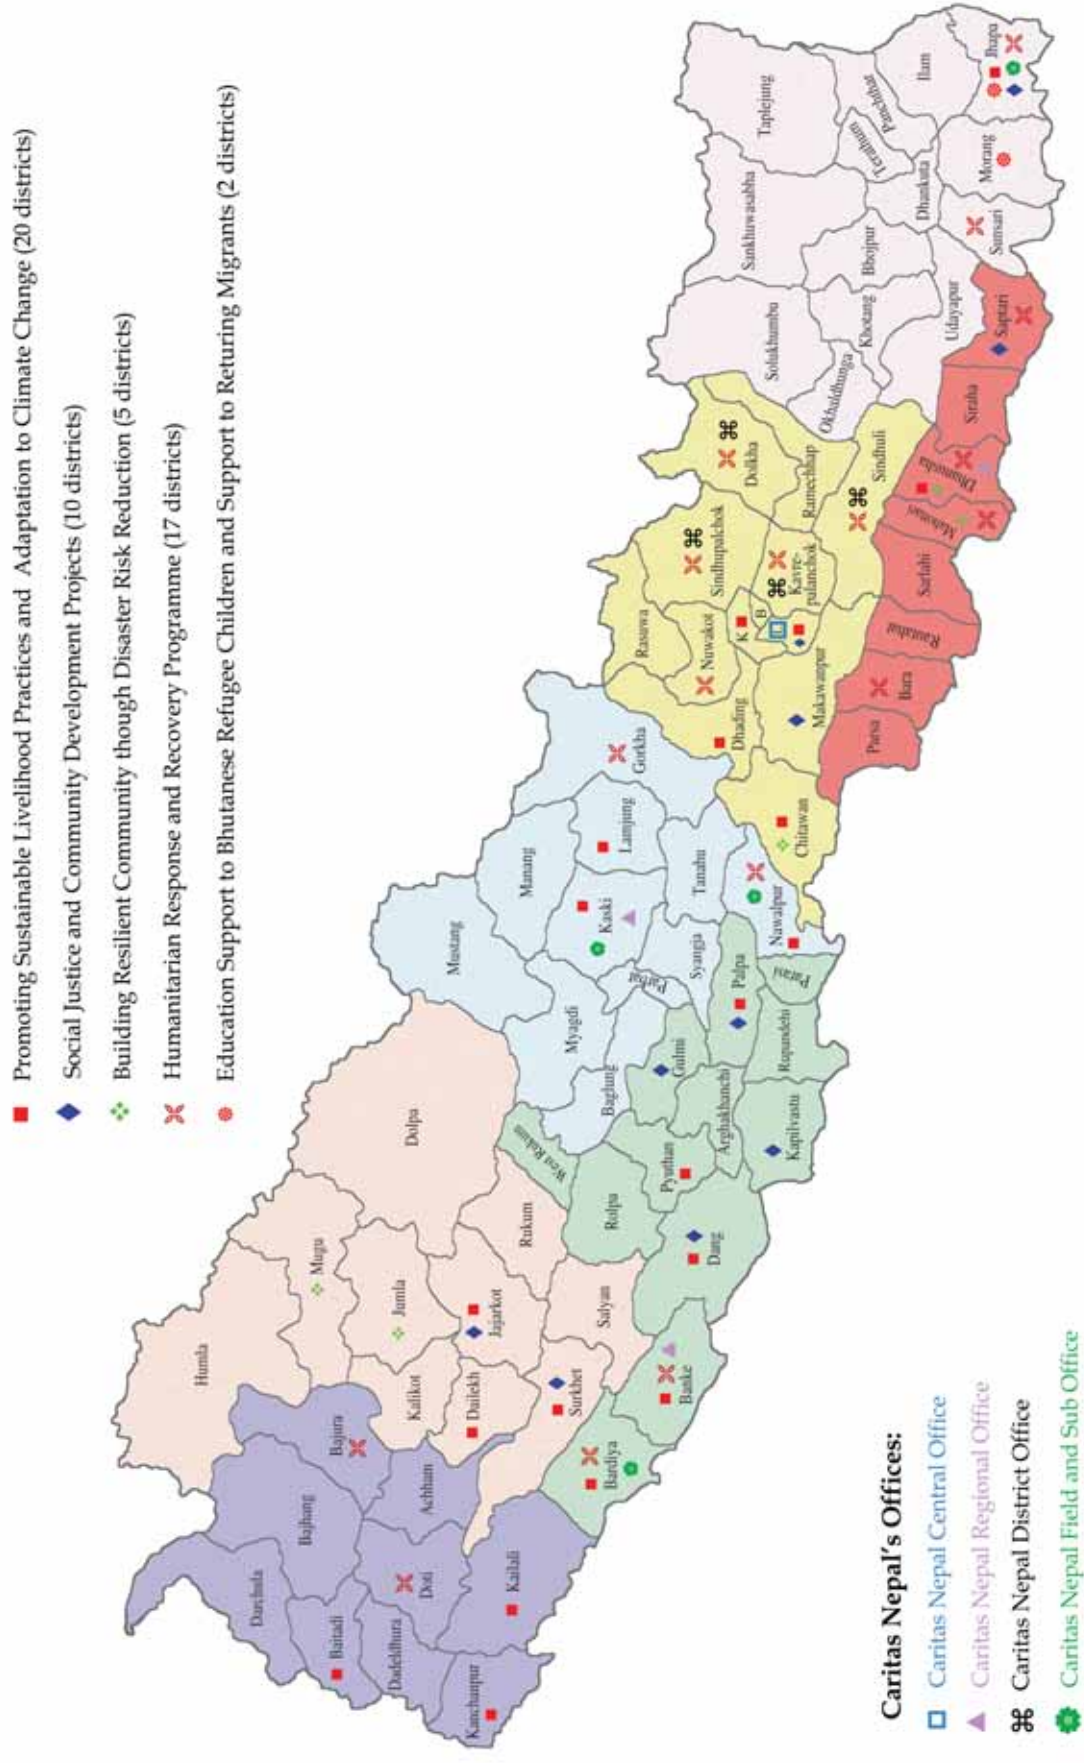 Promoting Sustainable Livelihood Practices and Adaptation to Climate Change (20 districts)
Social Justice and Community Development Projects (10 districts)
Building Resilient Community though Disaster Risk Reduction (5 districts)
Humanitarian Response and Recovery Programme (17 districts)
Education Support to Bhutanese Refugee Children and Support to Returing Migrants (2 districts)
Humla
Darchula
Bajhang
Bajura
Mugu
Baitadi
Dadeldhura
Doti
Achham
Kalikot
Jumla
Dolpa
Kanchanpur
Kailali
Dailekh
Jajarkot
Rukum
West Rukum
Surkhet
Salyan
Rolpa
Bardiya
Banke
Dang
Pyuthan
Mustang
Manang
Myagdi
Baglung
Parbat
Kaski
Lamjung
Gorkha
Gulmi
Syangja
Tanahu
Arghakhanchi
Palpa
Kapilvastu
Rupandehi
Parasi
Nawalpur
Chitawan
Rasuwa
Nuwakot
Dhading
Sindhupalchok
Dolkha
K
B
Kavre-
palanchok
Ramechhap
Makawanpur
Sindhuli
Parsa
Bara
Rautahat
Sarlahi
Mahottari
Dhanusha
Siraha
Saptari
Solukhumbu
Okhaldhunga
Khotang
Udayapur
Sankhuwasabha
Bhojpur
Dhankuta
Taplejung
Terathum
Panchthar
Ilam
Sunsari
Morang
Jhapa
Caritas Nepal's Offices:
Caritas Nepal Central Office
Caritas Nepal Regional Office
Caritas Nepal District Office
Caritas Nepal Field and Sub Office